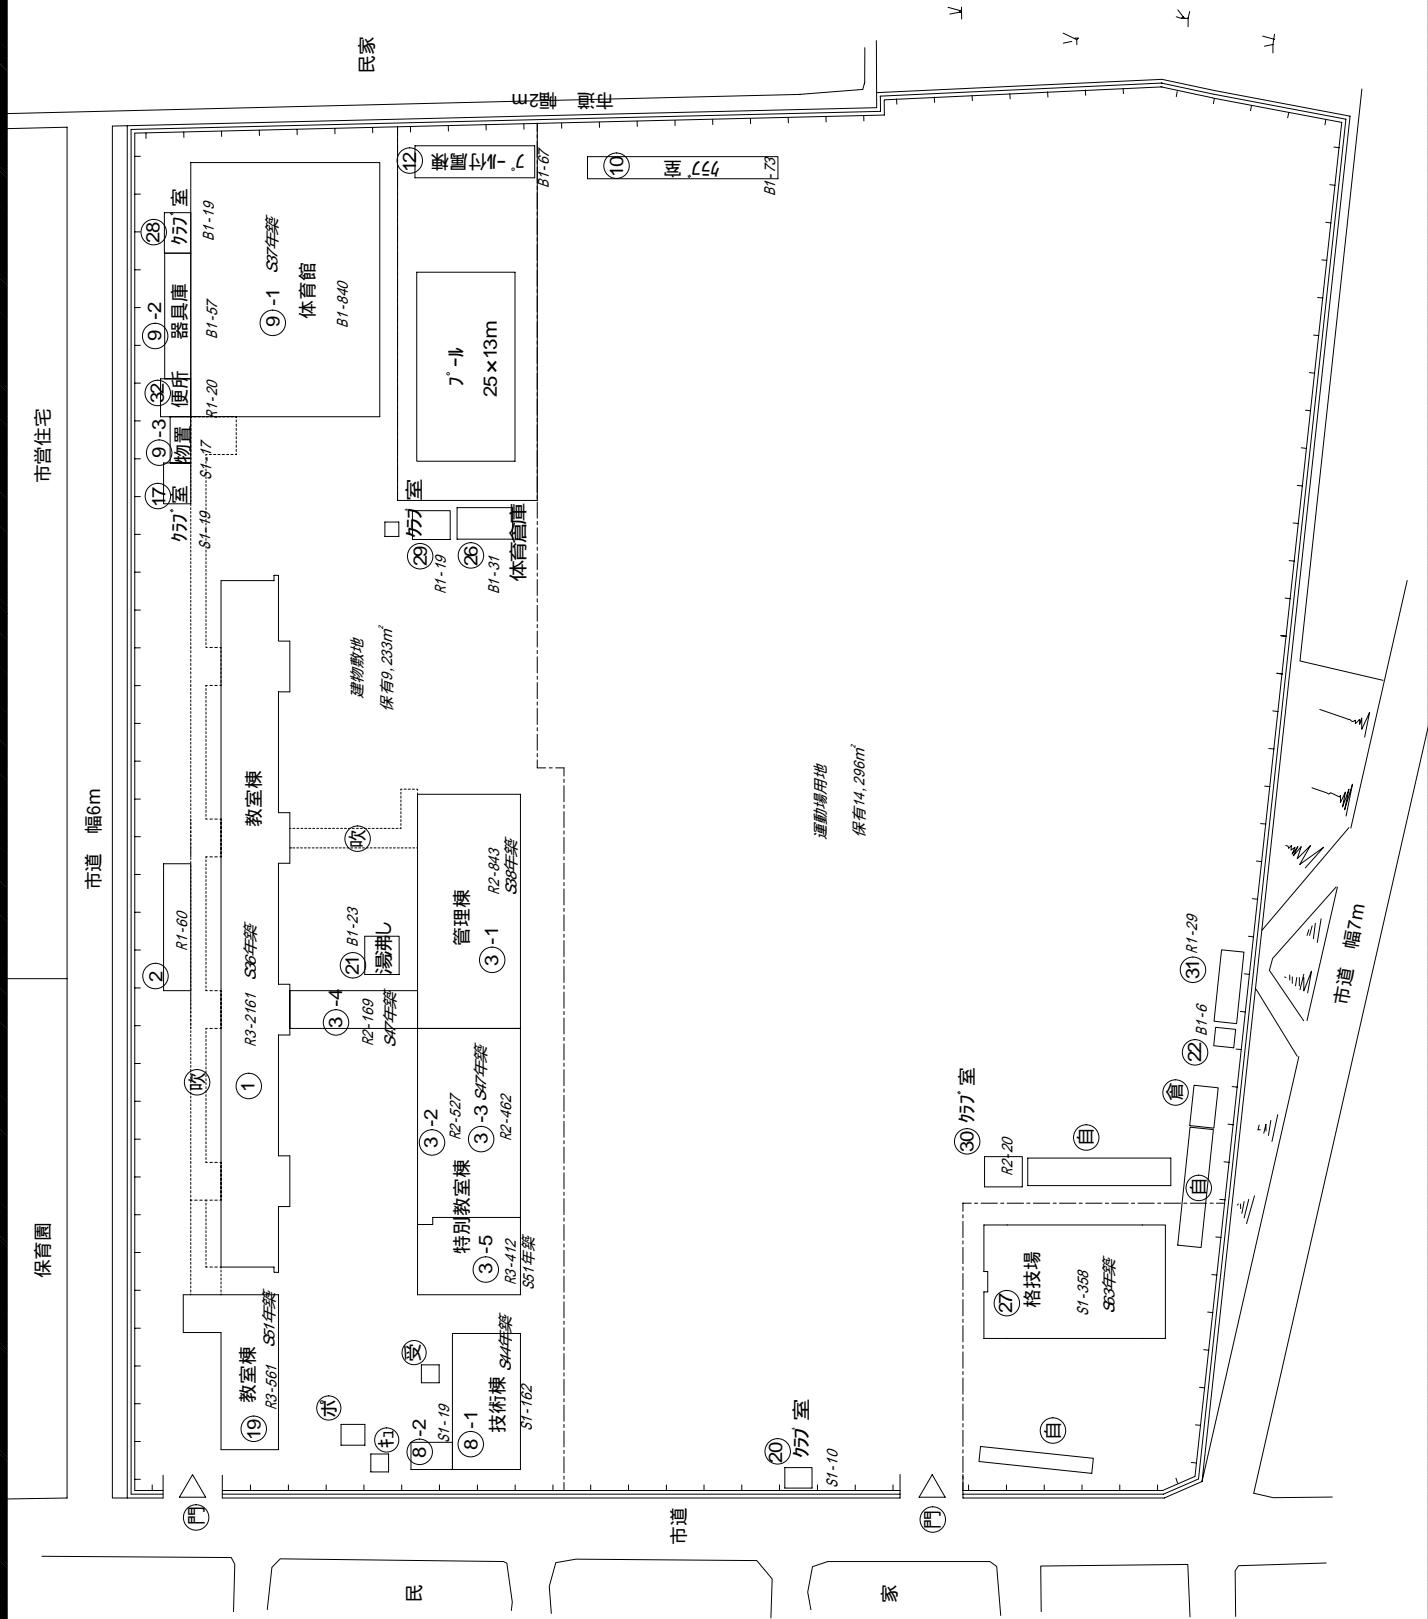 民家
市道 幅2m
市営住宅
市道 幅6m
保育園
28
クラブ室
B1-19
9-2
器具庫
B1-57
32
便所
R1-20
9-3
物置
S1-17
17
クラブ室
S1-19
9-1 S37年築
体育館
B1-840
12
プール付属棟
B1-67
10
クラブ室
B1-73
プール
25×13m
クラブ室
29
R1-19
26
B1-31
体育倉庫
建物敷地
保有9,233㎡
運動場用地
保有14,296㎡
2
R1-60
吹
教室棟
1
R3-2161 S36年築
吹
21 B1-23
湯沸し
3-4
R2-169
S47年築
管理棟
3-1
R2-843
S38年築
3-2
R2-527
3-3 S47年築
R2-462
特別教室棟
3-5
R3-412
S51年築
19
教室棟
R3-561 S51年築
ポ
キュ
受
8-2
S1-19
8-1
技術棟 S44年築
S1-162
20
クラブ室
S1-10
30 クラブ室
R2-20
自
31 R1-29
22 B1-6
倉
自
27
格技場
S1-358
S63年築
自
市道 幅7m
門
門
市道
民
家